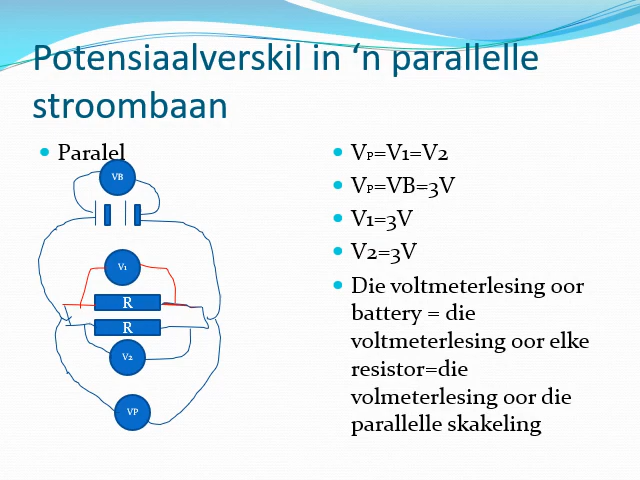 Potensiaalverskil in ‘n parallelle
stroombaan
Paralel
VB
V1
R
R
V2
VP
VP=V1=V2
VP=VB=3V
V1=3V
V2=3V
Die voltmeterlesing oor
battery = die
voltmeterlesing oor elke
resistor=die
volmeterlesing oor die
parallelle skakeling